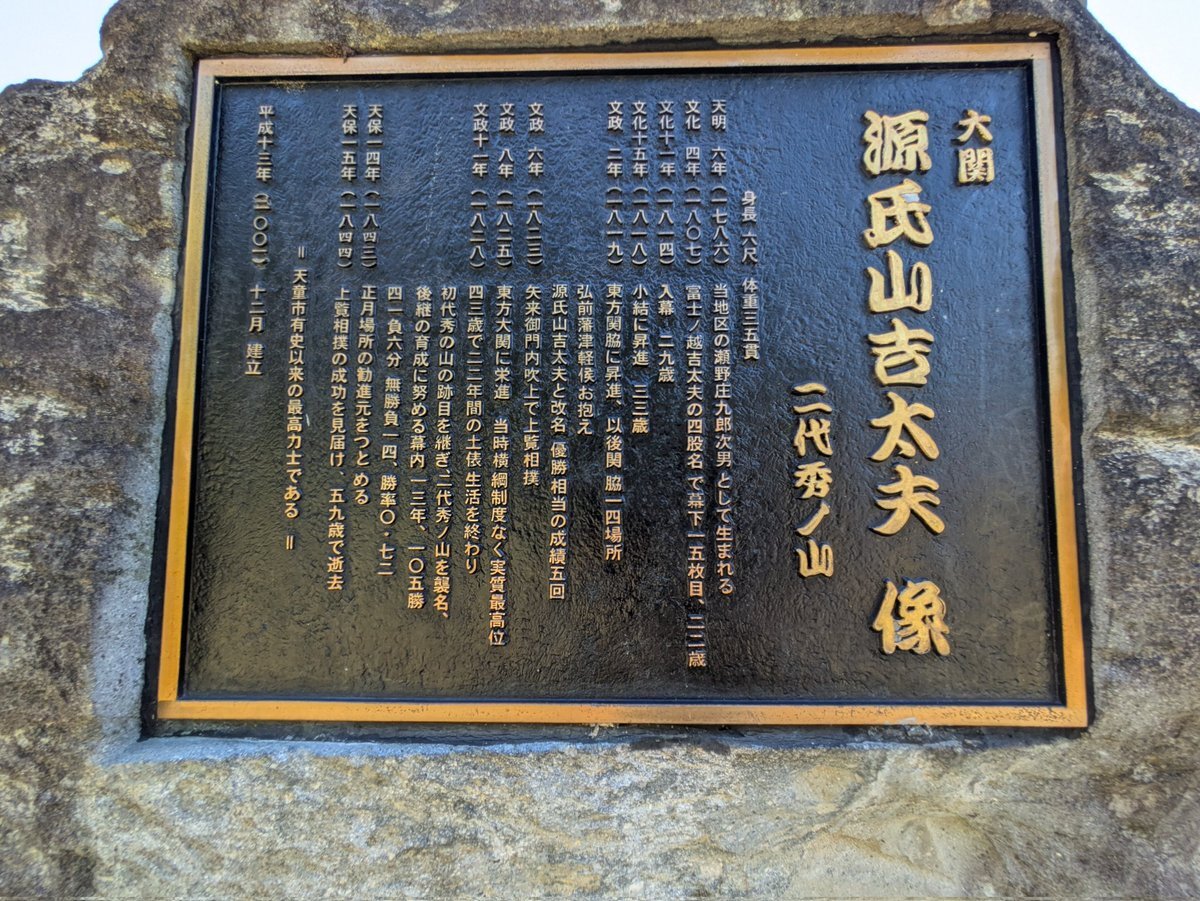 大関
源氏山吉太夫 像
二代秀ノ山
身長 六尺 体重三五貫
天明 六年(一七八六) 当地区の瀬野庄九郎次男として生まれる
文化 四年(一八〇七) 富士ノ越吉太夫の四股名で幕下一五枚目、二二歳
文化十一年(一八一四) 入幕 二九歳
文化十五年(一八一八) 小結に昇進 三三歳
文政 二年(一八一九) 東方関脇に昇進、以後関脇一四場所
弘前藩津軽候お抱え
源氏山吉太夫と改名 優勝相当の成績五回
文政 六年(一八二三) 矢来御門内吹上で上覧相撲
文政 八年(一八二五) 東方大関に栄進 当時横綱制度なく実質最高位
文政十一年(一八二八) 四三歳で二二年間の土俵生活を終わり
初代秀の山の跡目を継ぎ、二代秀ノ山を襲名、
後継の育成に努める幕内一三年、一〇五勝
四一負六分 無勝負一四、勝率〇・七二
天保一四年(一八四三) 正月場所の勧進元をつとめる
天保一五年(一八四四) 上覧相撲の成功を見届け、五九歳で逝去
＝ 天童市有史以来の最高力士である ＝
平成十三年(二〇〇一) 十二月 建立